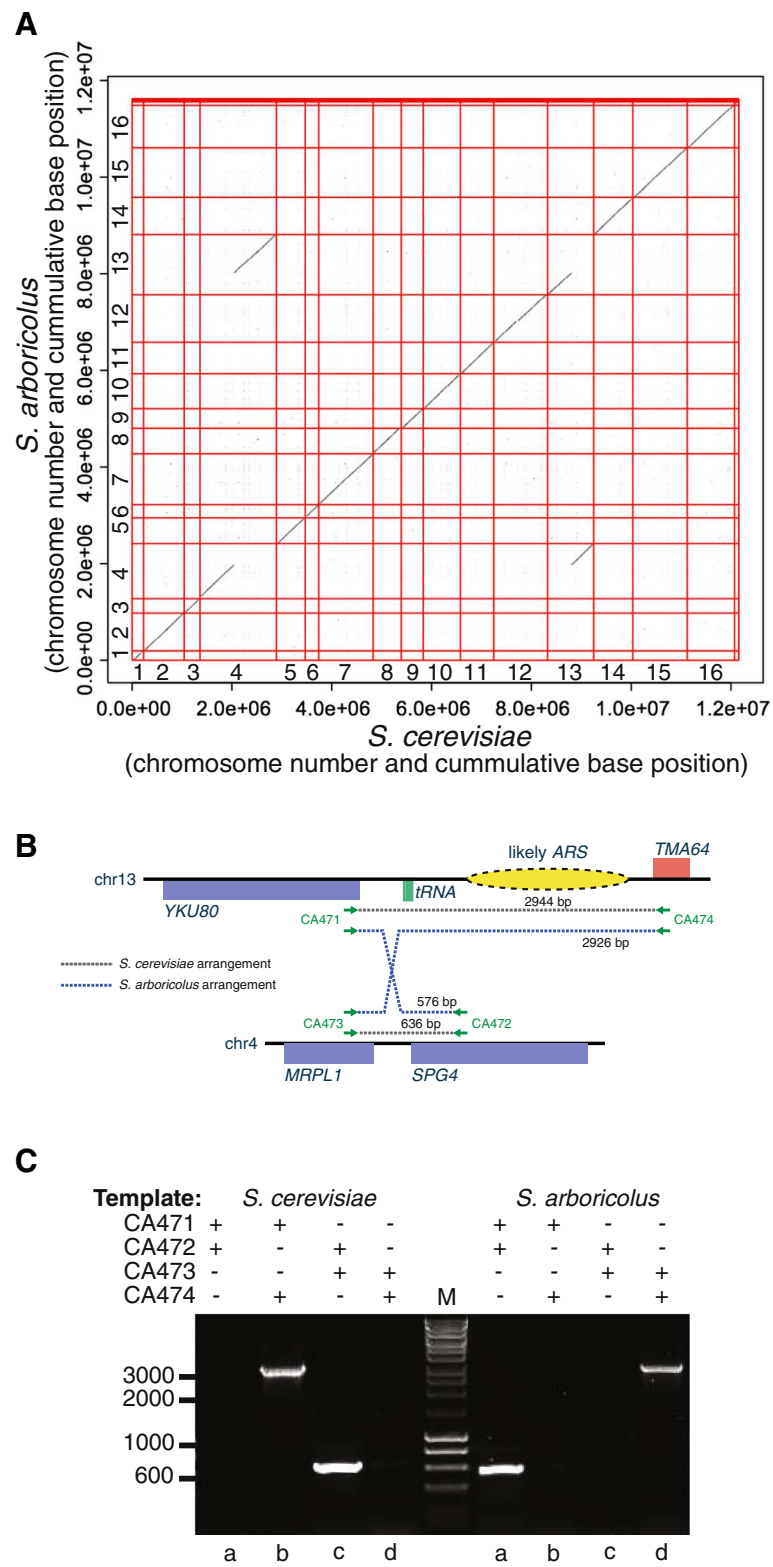 A
S. arboricolus
(chromosome number and cummulative base position)
1.2e+07
1.0e+07
8.0e+06
6.0e+06
4.0e+06
2.0e+06
0.0e+00
16
15
14
13
12
11
10
9
8
7
56
4
3
2
1
1 2 3 4 5 6 7 8 9 10 11 12 13 14 15 16
0.0e+00 2.0e+06 4.0e+06 6.0e+06 8.0e+06 1.0e+07 1.2e+07
S. cerevisiae
(chromosome number and cummulative base position)
B
likely ARS
TMA64
chr13
YKU80
tRNA
2944 bp
CA471
CA474
2926 bp
S. cerevisiae arrangement
S. arboricolus arrangement
576 bp
CA473
636 bp
CA472
chr4
MRPL1
SPG4
C
Template: S. cerevisiae S. arboricolus
CA471 + + - - + + - -
CA472 + - + - + - + -
CA473 - - + + - - + +
CA474 - + - + M - + - +
3000
2000
1000
600
a b c d a b c d